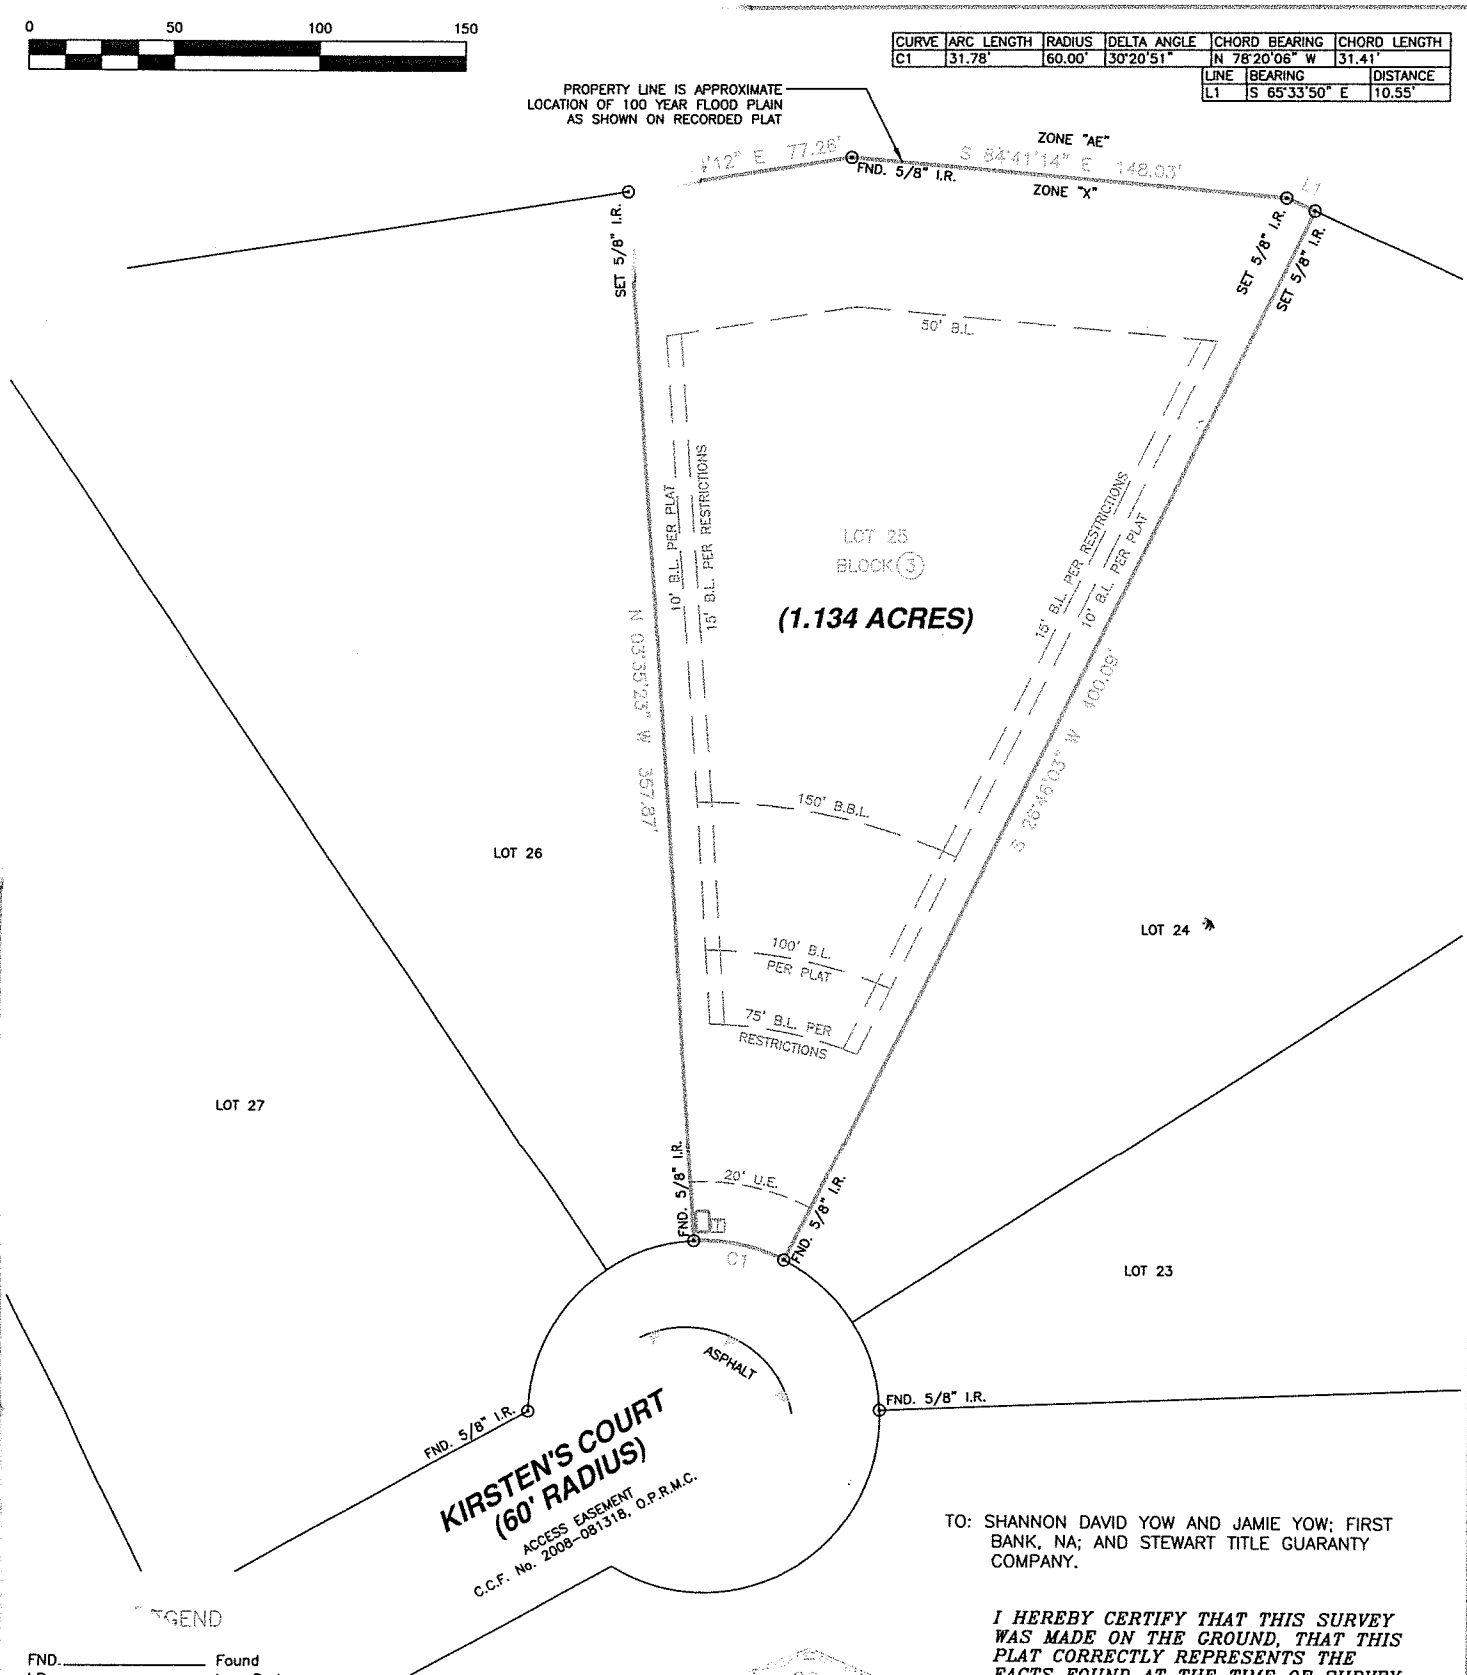 0 50 100 150
CURVE ARC LENGTH RADIUS DELTA ANGLE CHORD BEARING CHORD LENGTH
C1 31.78' 60.00' 30°20'51" N 78°20'06" W 31.41'
LINE BEARING DISTANCE
L1 S 65°33'50" E 10.55'
PROPERTY LINE IS APPROXIMATE
LOCATION OF 100 YEAR FLOOD PLAIN
AS SHOWN ON RECORDED PLAT
ZONE "AE"
'12" E 77.26'
S 84°41'14" E 148.03'
L1
FND. 5/8" I.R.
ZONE "X"
SET 5/8" I.R.
SET 5/8" I.R.
SET 5/8" I.R.
50' B.L.
10' B.L. PER PLAT
15' B.L. PER RESTRICTIONS
15' B.L. PER RESTRICTIONS
10' B.L. PER PLAT
LOT 25
BLOCK 3
(1.134 ACRES)
N 03°35'23" W 357.87'
S 26°46'03" W 400.09'
150' B.B.L.
LOT 26
LOT 24
100' B.L.
PER PLAT
75' B.L. PER
RESTRICTIONS
LOT 27
FND. 5/8" I.R.
20' U.E.
FND. 5/8" I.R.
C1
LOT 23
ASPHALT
FND. 5/8" I.R.
FND. 5/8" I.R.
KIRSTEN'S COURT
(60' RADIUS)
ACCESS EASEMENT
C.C.F. No. 2008-081318, O.P.R.M.C.
TO: SHANNON DAVID YOW AND JAMIE YOW; FIRST
BANK, NA; AND STEWART TITLE GUARANTY
COMPANY.
GEND
I HEREBY CERTIFY THAT THIS SURVEY
WAS MADE ON THE GROUND, THAT THIS
PLAT CORRECTLY REPRESENTS THE
FACTS FOUND AT THE TIME OF SURVEY
FND. Found